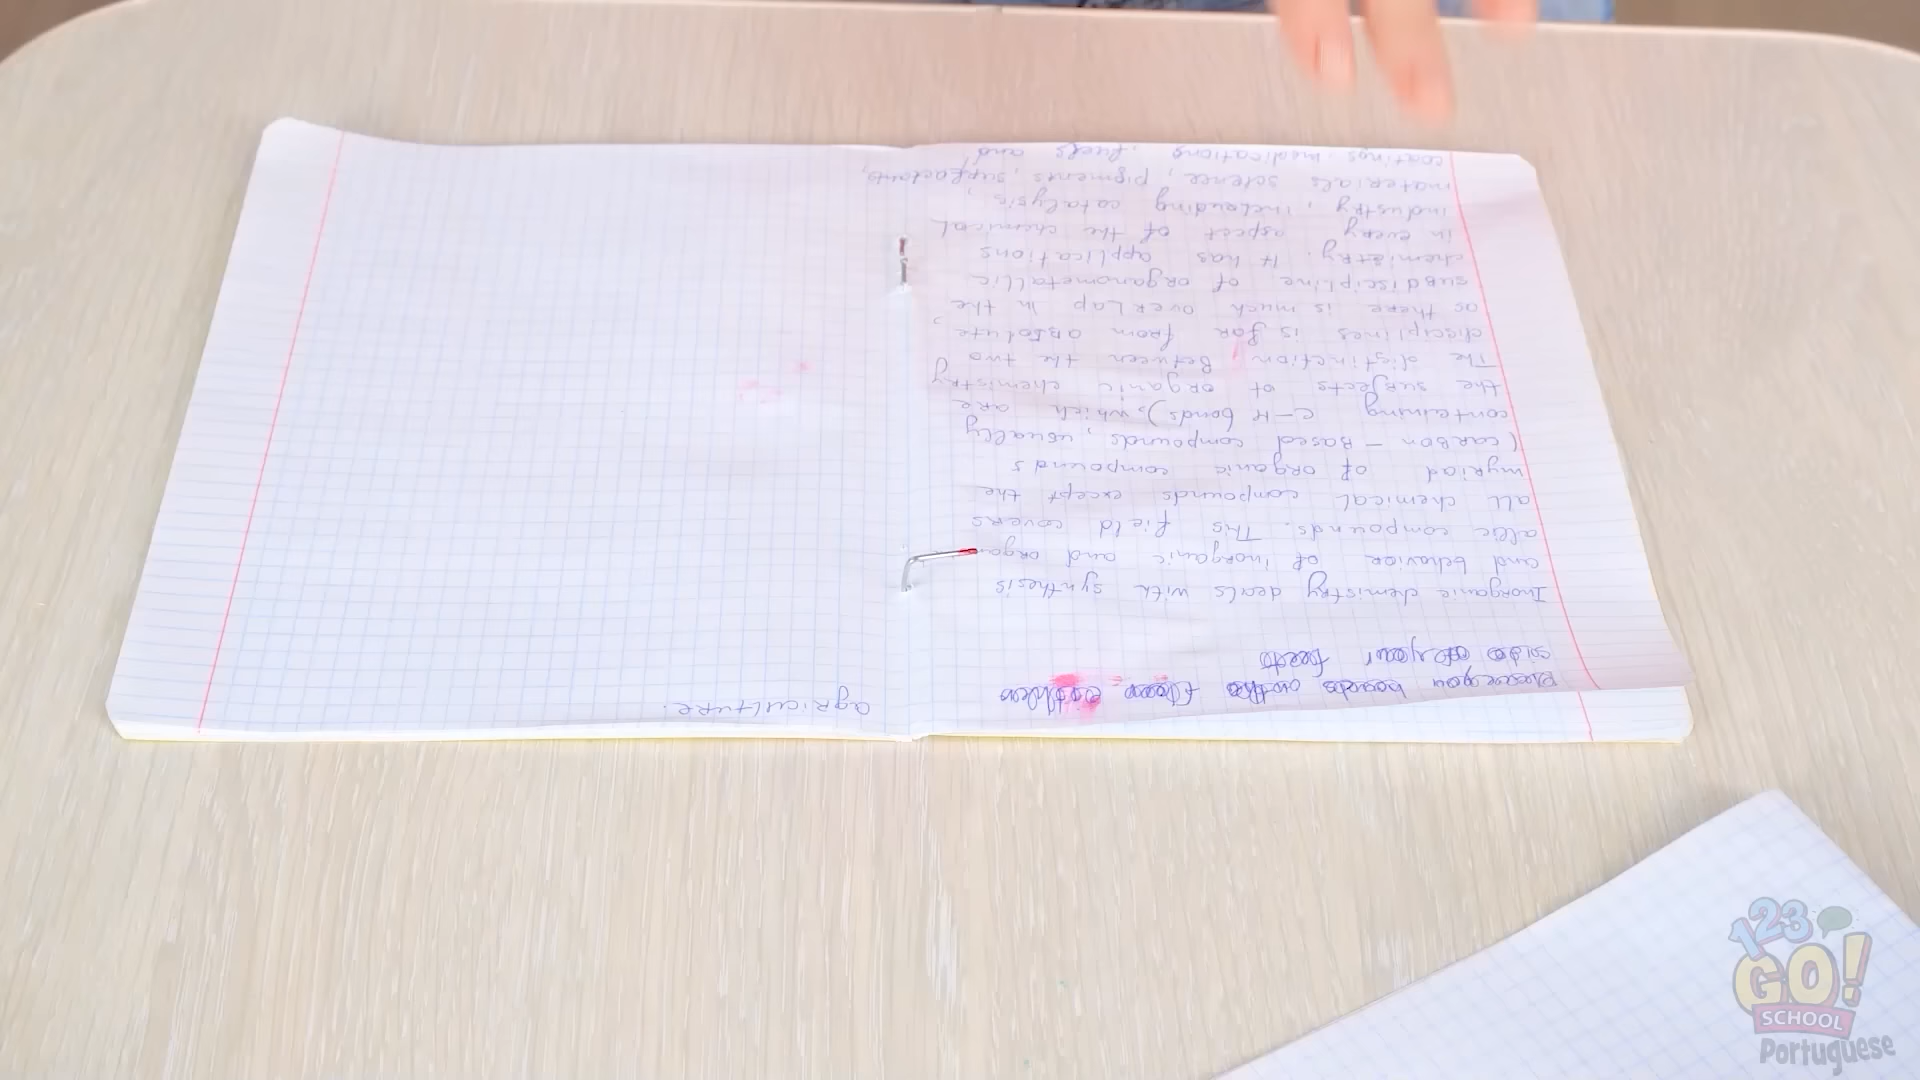 side of your feet
Inorganic chemistry deals with synthesis
and behavior of inorganic and organ
allic compounds. This field covers
all chemical compounds except the
myriad of organic compounds
(carbon-Based compounds, usually
containing C-H bonds), which are
the subjects of organic chemistry
The distinction Between the two
disciplines is far from absolute,
as there is much overlap in the
subdiscipline of organometallic
chemistry. It has applications
in every aspect of the chemical
industry, including catalysis,
materials science, pigments, surfactants,
coatings, medications, fuels and
agriculture.
123
GO!
SCHOOL
Portuguese